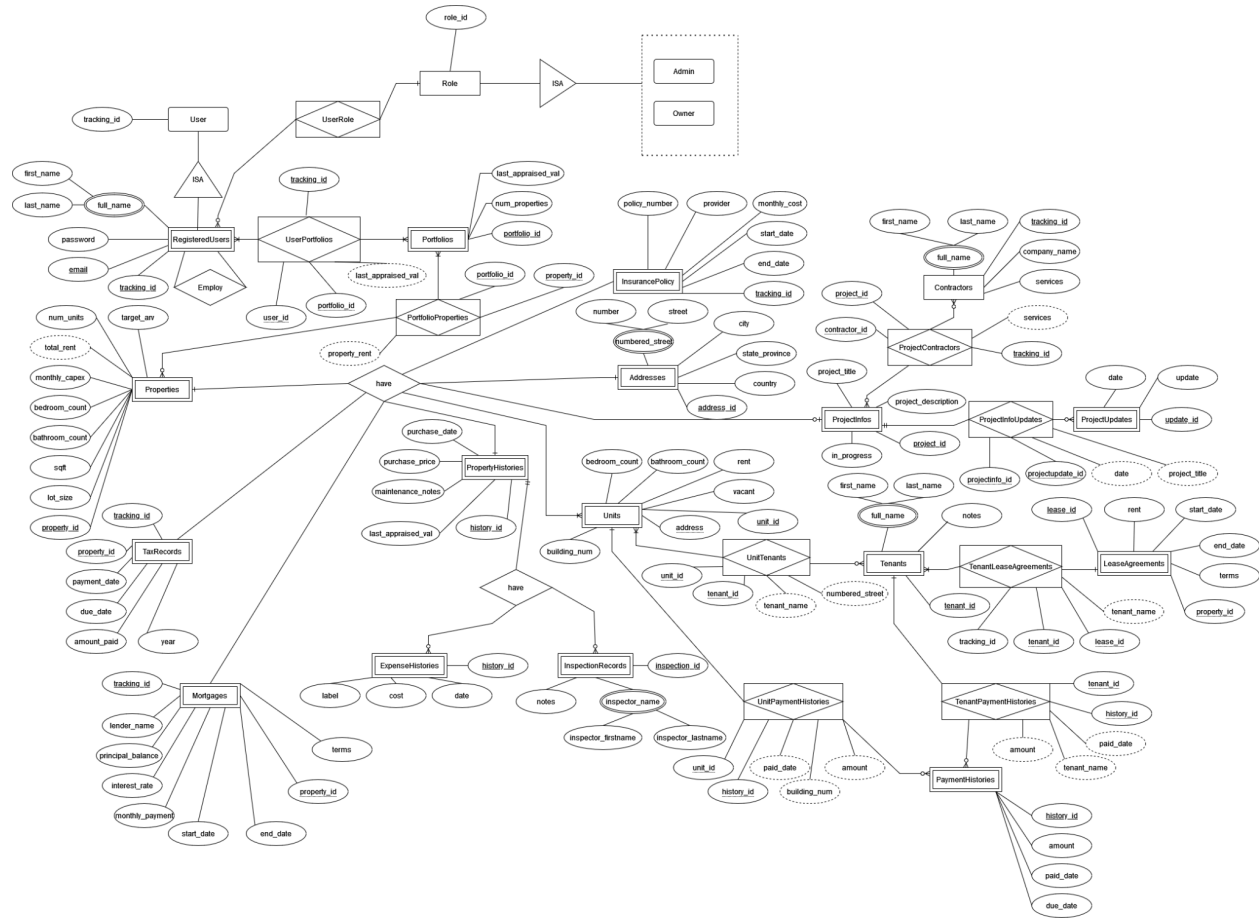 role_id
Role
ISA
Admin
Owner
tracking_id
User
UserRole
ISA
first_name
last_name
full_name
password
email
tracking_id
RegisteredUsers
Employ
tracking_id
UserPortfolios
user_id
portfolio_id
last_appraised_val
last_appraised_val
num_properties
portfolio_id
Portfolios
portfolio_id
property_id
PortfolioProperties
property_rent
policy_number
provider
monthly_cost
start_date
end_date
tracking_id
InsurancePolicy
number
street
numbered_street
city
state_province
country
address_id
Addresses
first_name
last_name
full_name
tracking_id
company_name
services
Contractors
project_id
contractor_id
services
tracking_id
ProjectContractors
num_units
target_arv
total_rent
monthly_capex
bedroom_count
bathroom_count
sqft
lot_size
property_id
Properties
have
project_title
project_description
project_id
in_progress
ProjectInfos
ProjectInfoUpdates
projectinfo_id
projectupdate_id
date
project_title
date
update
update_id
ProjectUpdates
purchase_date
purchase_price
maintenance_notes
last_appraised_val
history_id
PropertyHistories
bedroom_count
bathroom_count
rent
vacant
unit_id
address
building_num
Units
first_name
last_name
full_name
notes
tenant_id
Tenants
UnitTenants
unit_id
tenant_id
tenant_name
numbered_street
TenantLeaseAgreements
tracking_id
tenant_id
lease_id
tenant_name
lease_id
rent
start_date
end_date
terms
property_id
LeaseAgreements
tracking_id
property_id
payment_date
due_date
amount_paid
year
TaxRecords
have
ExpenseHistories
history_id
label
cost
date
InspectionRecords
inspection_id
notes
inspector_name
inspector_firstname
inspector_lastname
tracking_id
lender_name
principal_balance
interest_rate
monthly_payment
start_date
end_date
property_id
terms
Mortgages
UnitPaymentHistories
unit_id
history_id
paid_date
building_num
amount
TenantPaymentHistories
tenant_id
history_id
paid_date
tenant_name
amount
PaymentHistories
history_id
amount
paid_date
due_date